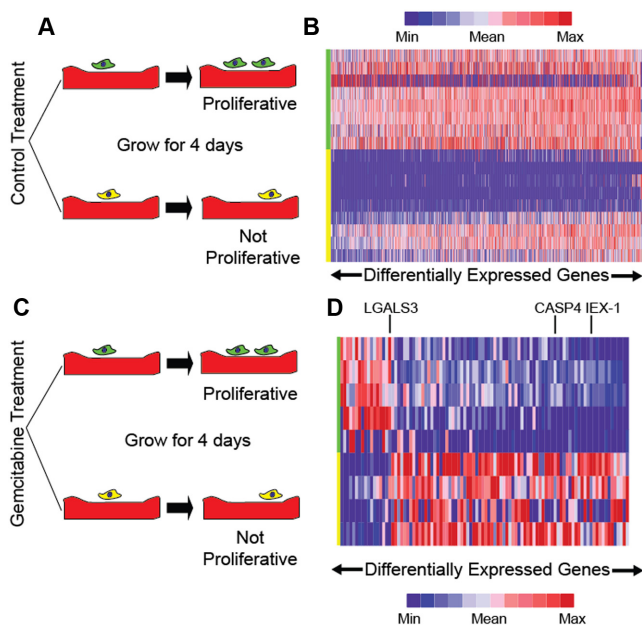 A
Control Treatment
Proliferative
Grow for 4 days
Not
Proliferative
B
Min Mean Max
Differentially Expressed Genes
C
Gemcitabine Treatment
Proliferative
Grow for 4 days
Not
Proliferative
D
LGALS3 CASP4 IEX-1
Differentially Expressed Genes
Min Mean Max